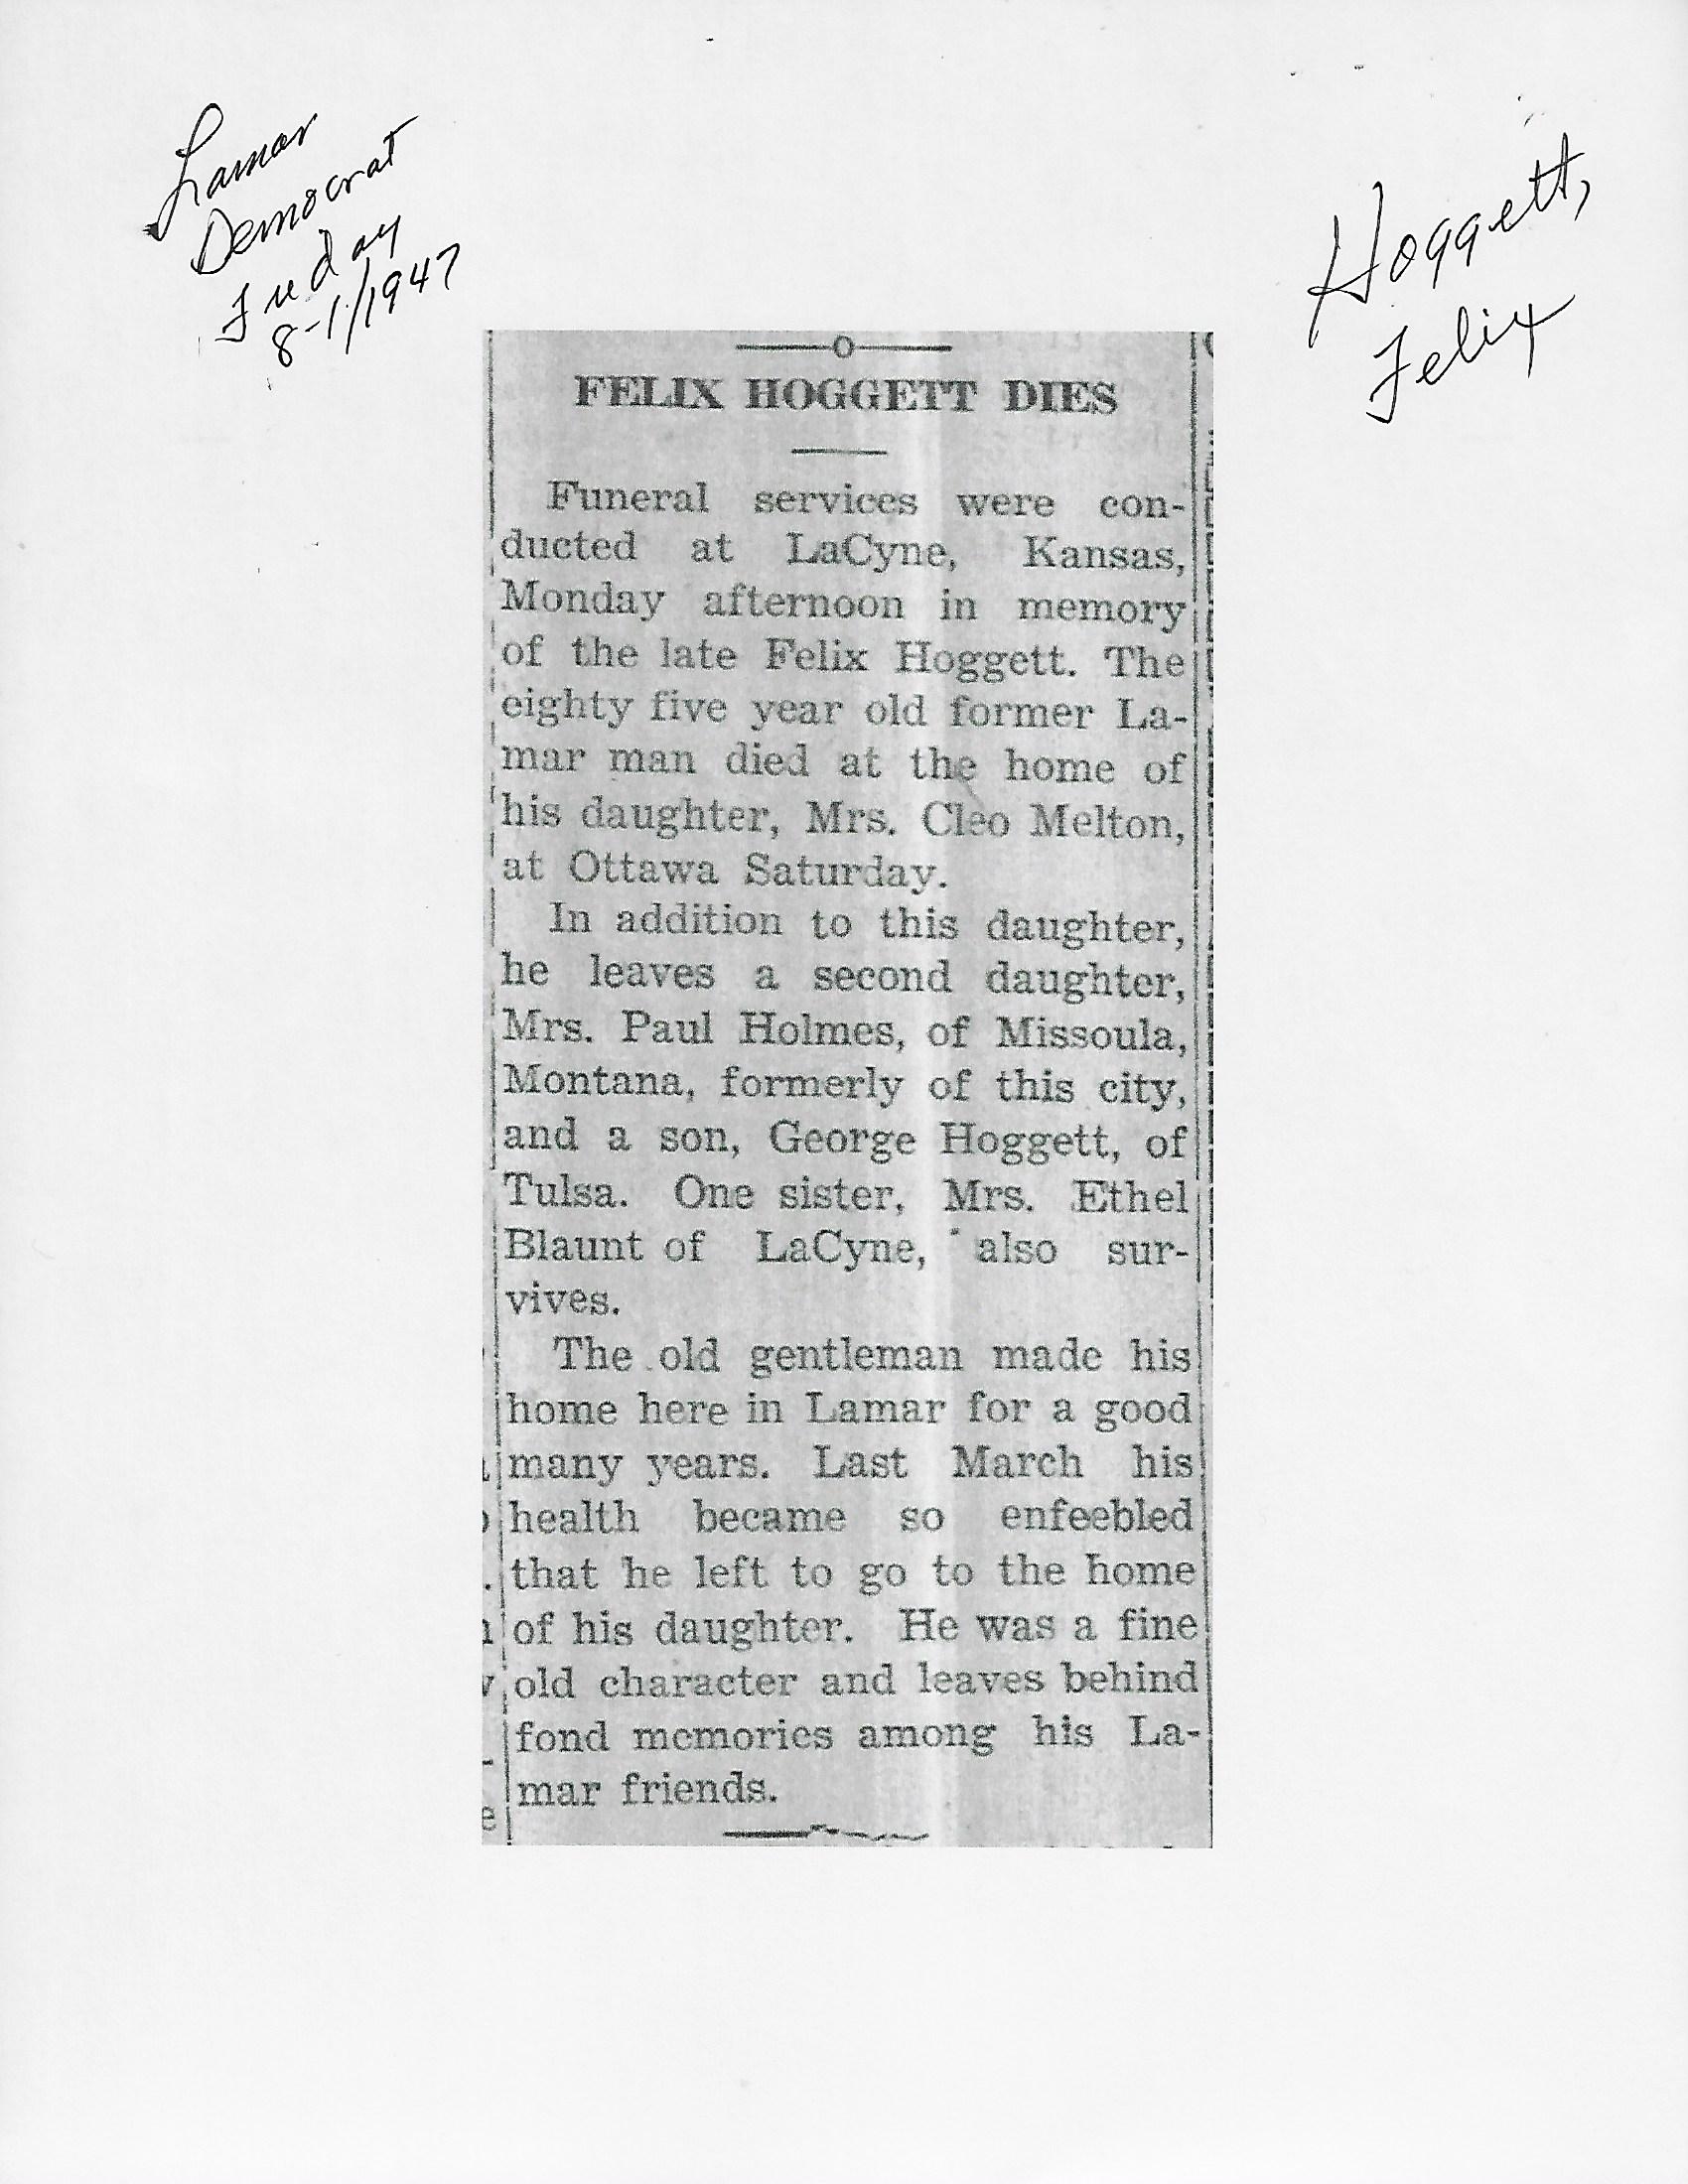 Lamar
Democrat
Friday
8-1/1947
Hoggett,
Felix
FELIX HOGGETT DIES
Funeral services were con-
ducted at LaCyne, Kansas,
Monday afternoon in memory
of the late Felix Hoggett. The
eighty five year old former La-
mar man died at the home of
his daughter, Mrs. Cleo Melton,
at Ottawa Saturday.
In addition to this daughter,
he leaves a second daughter,
Mrs. Paul Holmes, of Missoula,
Montana, formerly of this city,
and a son, George Hoggett, of
Tulsa. One sister, Mrs. Ethel
Blaunt of LaCyne, also sur-
vives.
The old gentleman made his
home here in Lamar for a good
many years. Last March his
health became so enfeebled
that he left to go to the home
of his daughter. He was a fine
old character and leaves behind
fond memories among his La-
mar friends.